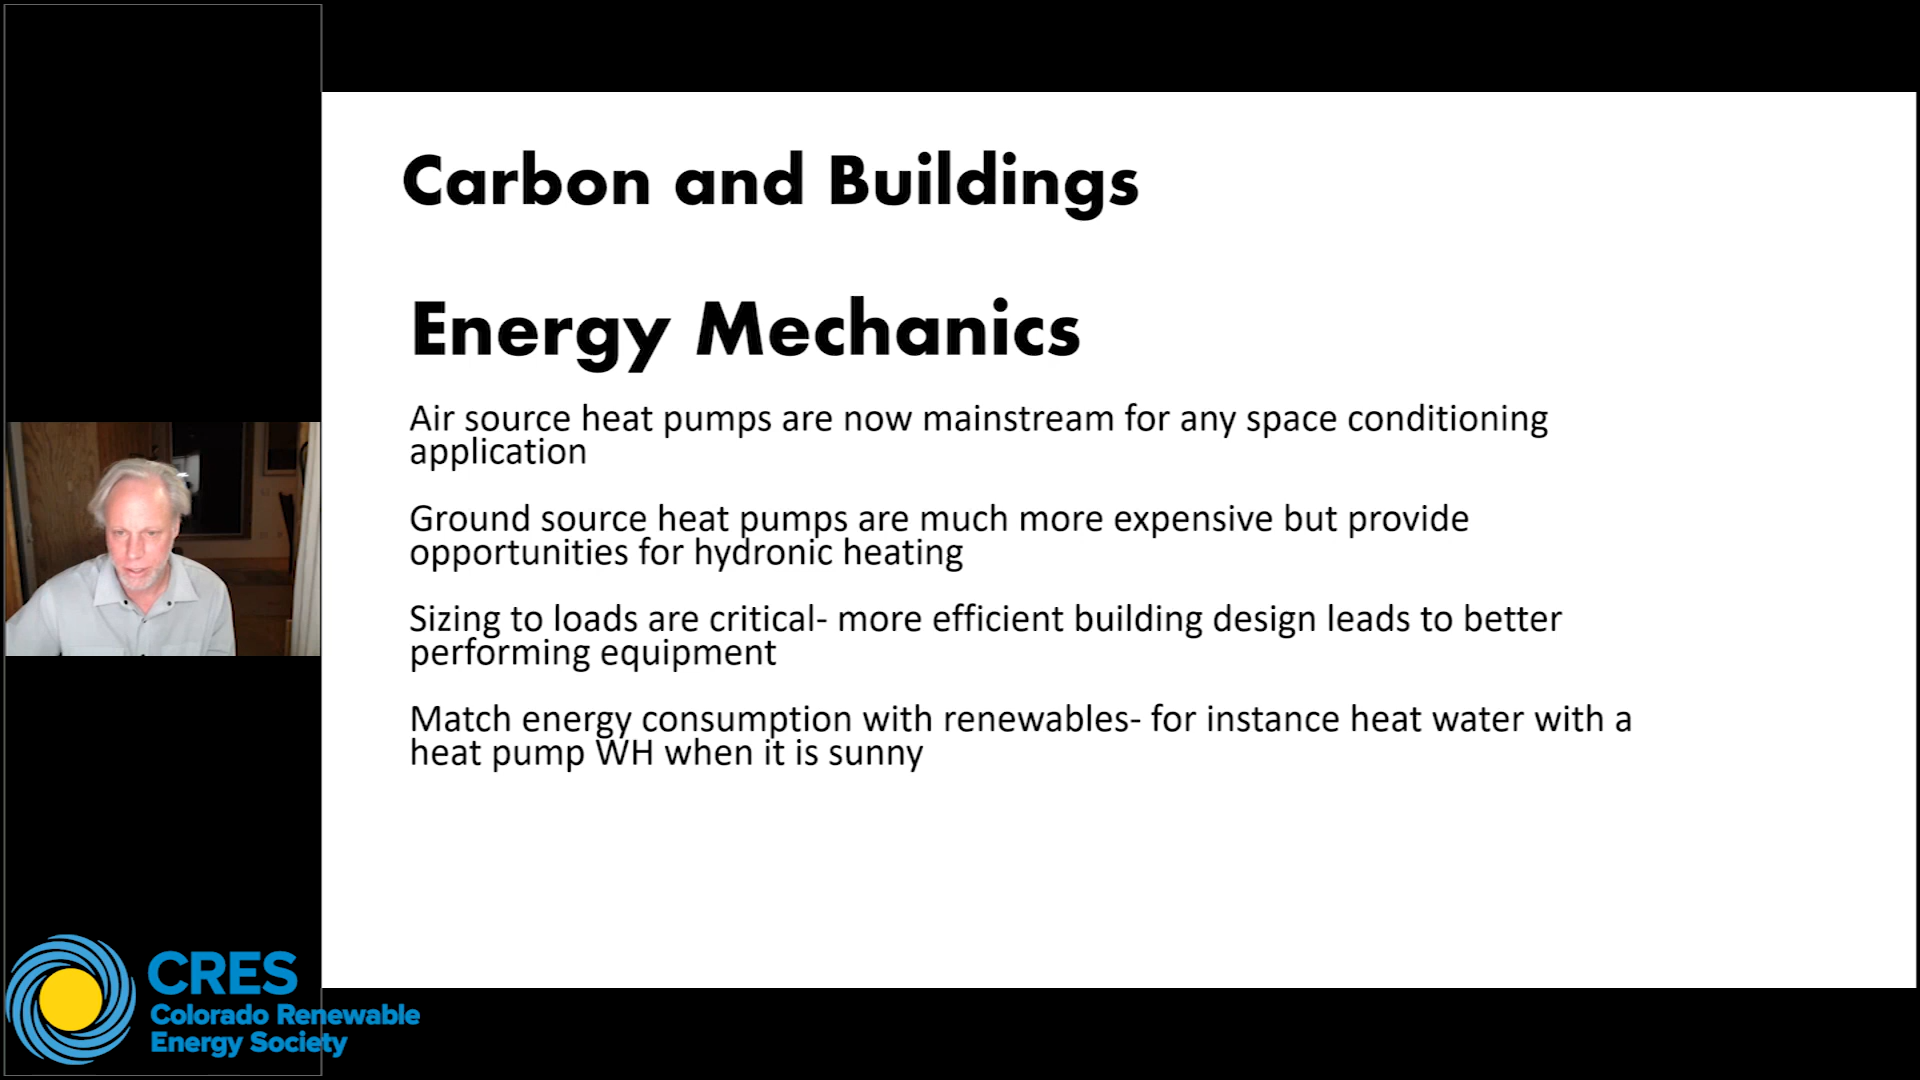 Carbon and Buildings
Energy Mechanics
Air source heat pumps are now mainstream for any space conditioning
application
Ground source heat pumps are much more expensive but provide
opportunities for hydronic heating
Sizing to loads are critical- more efficient building design leads to better
performing equipment
Match energy consumption with renewables- for instance heat water with a
heat pump WH when it is sunny
CRES
Colorado Renewable
Energy Society